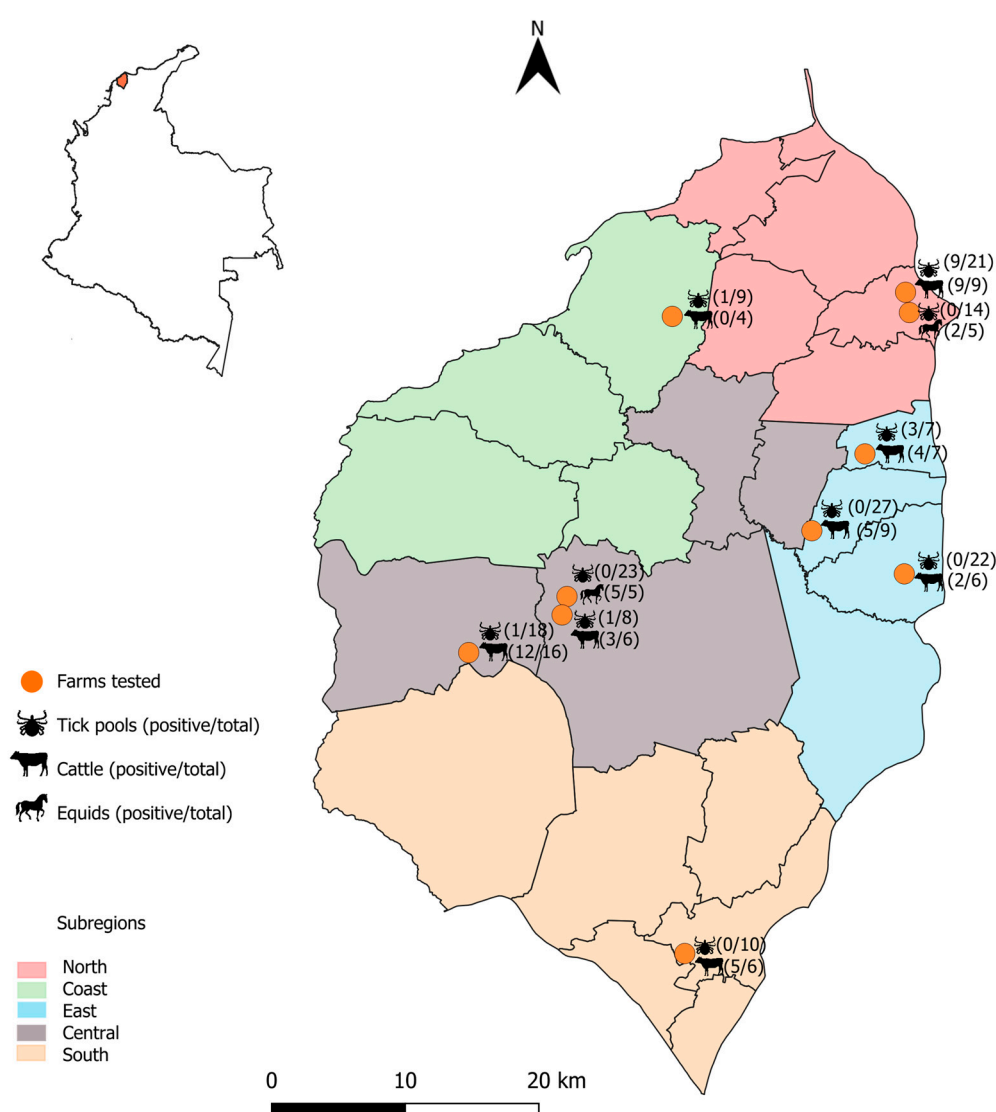 N
(9/21)
(9/9)
(0/14)
(2/5)
(1/9)
(0/4)
(3/7)
(4/7)
(0/27)
(5/9)
(0/22)
(2/6)
(0/23)
(5/5)
(1/8)
(3/6)
(1/18)
(12/16)
Farms tested
Tick pools (positive/total)
Cattle (positive/total)
Equids (positive/total)
Subregions
North
Coast
East
Central
South
(0/10)
(5/6)
0 10 20 km